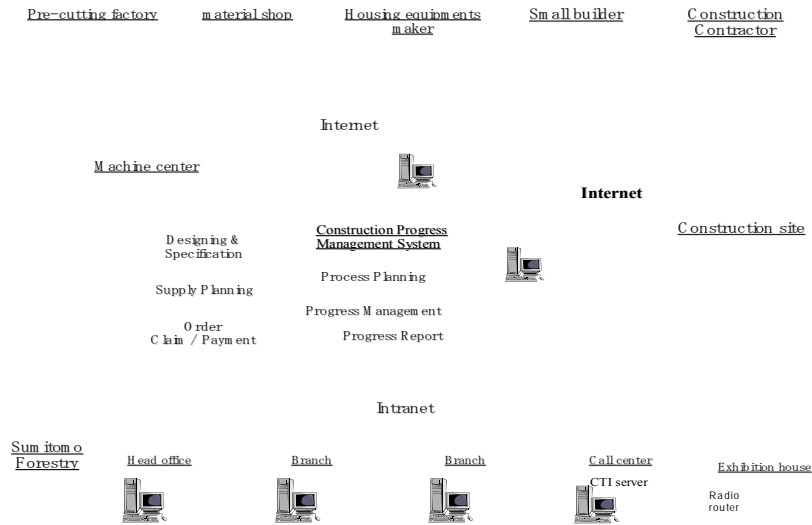 Pre-cutting factory
material shop
Housing equipments
maker
Small builder
Construction
Contractor
Internet
Machine center
Internet
Construction site
Designing &
Specification
Supply Planning
Order
Claim / Payment
Construction Progress
Management System
Process Planning
Progress Management
Progress Report
Intranet
Sumitomo
Forestry
Head office
Branch
Branch
Call center
CTI server
Exhibition house
Radio
router